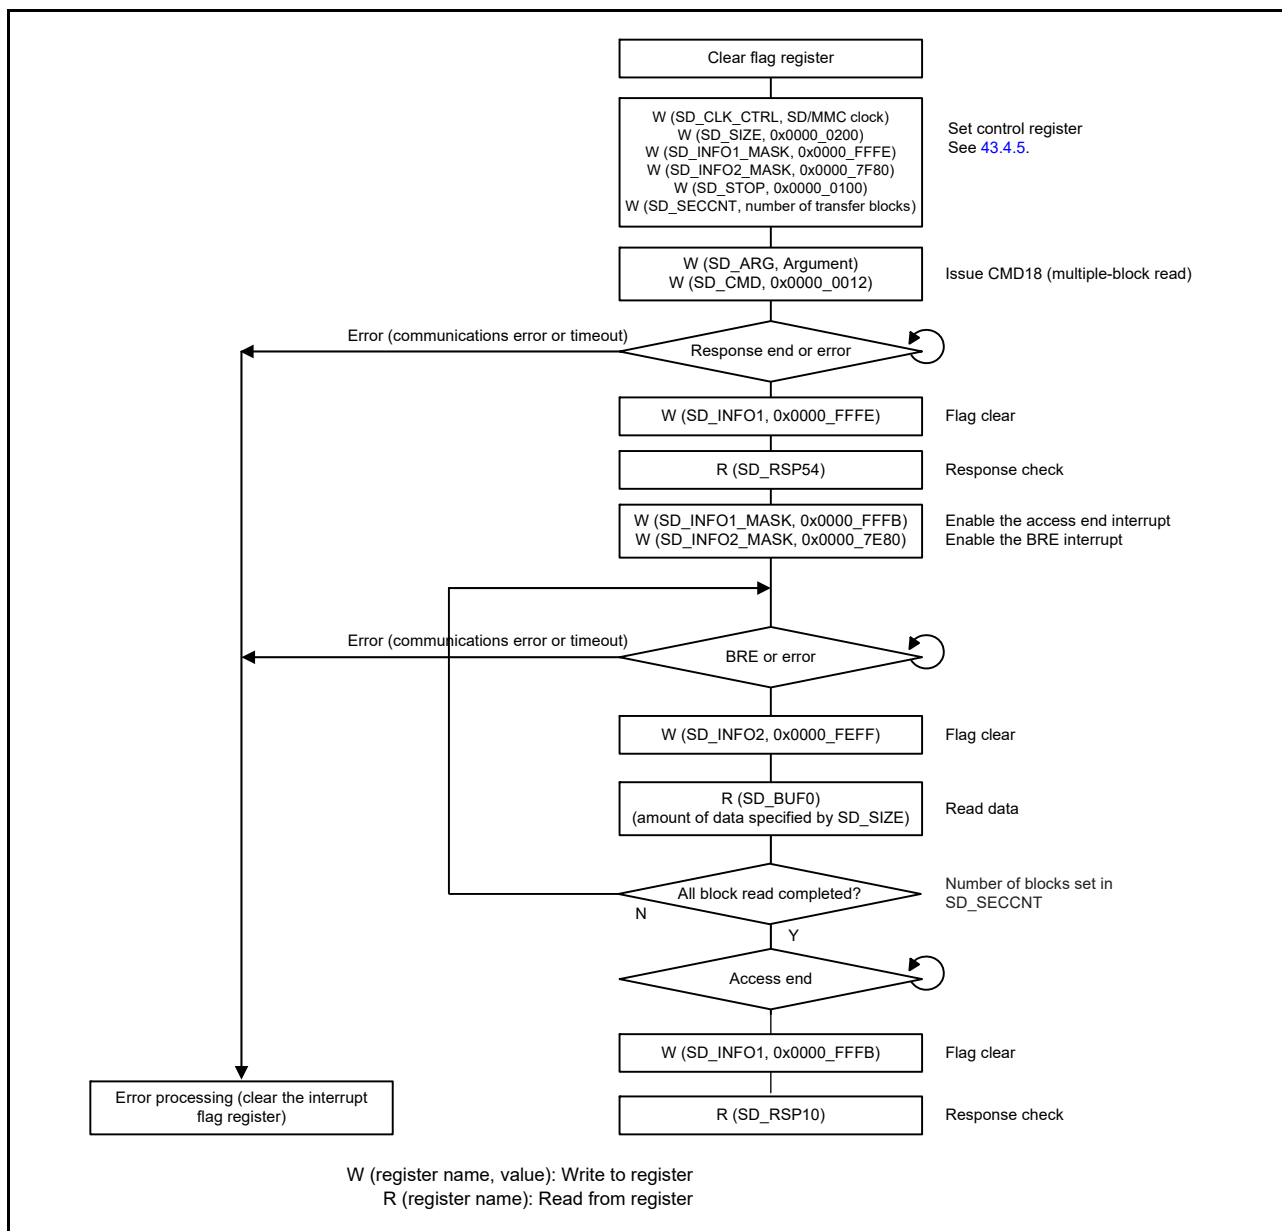 Clear flag register
W (SD_CLK_CTRL, SD/MMC clock)
W (SD_SIZE, 0x0000_0200)
W (SD_INFO1_MASK, 0x0000_FFFE)
W (SD_INFO2_MASK, 0x0000_7F80)
W (SD_STOP, 0x0000_0100)
W (SD_SECCNT, number of transfer blocks)
Set control register
See 43.4.5.
W (SD_ARG, Argument)
W (SD_CMD, 0x0000_0012)
Issue CMD18 (multiple-block read)
Error (communications error or timeout)
Response end or error
W (SD_INFO1, 0x0000_FFFE)
Flag clear
R (SD_RSP54)
Response check
W (SD_INFO1_MASK, 0x0000_FFFB)
W (SD_INFO2_MASK, 0x0000_7E80)
Enable the access end interrupt
Enable the BRE interrupt
Error (communications error or timeout)
BRE or error
W (SD_INFO2, 0x0000_FEFF)
Flag clear
R (SD_BUF0)
(amount of data specified by SD_SIZE)
Read data
All block read completed?
Number of blocks set in
SD_SECCNT
N
Y
Access end
W (SD_INFO1, 0x0000_FFFB)
Flag clear
Error processing (clear the interrupt
flag register)
R (SD_RSP10)
Response check
W (register name, value): Write to register
R (register name): Read from register